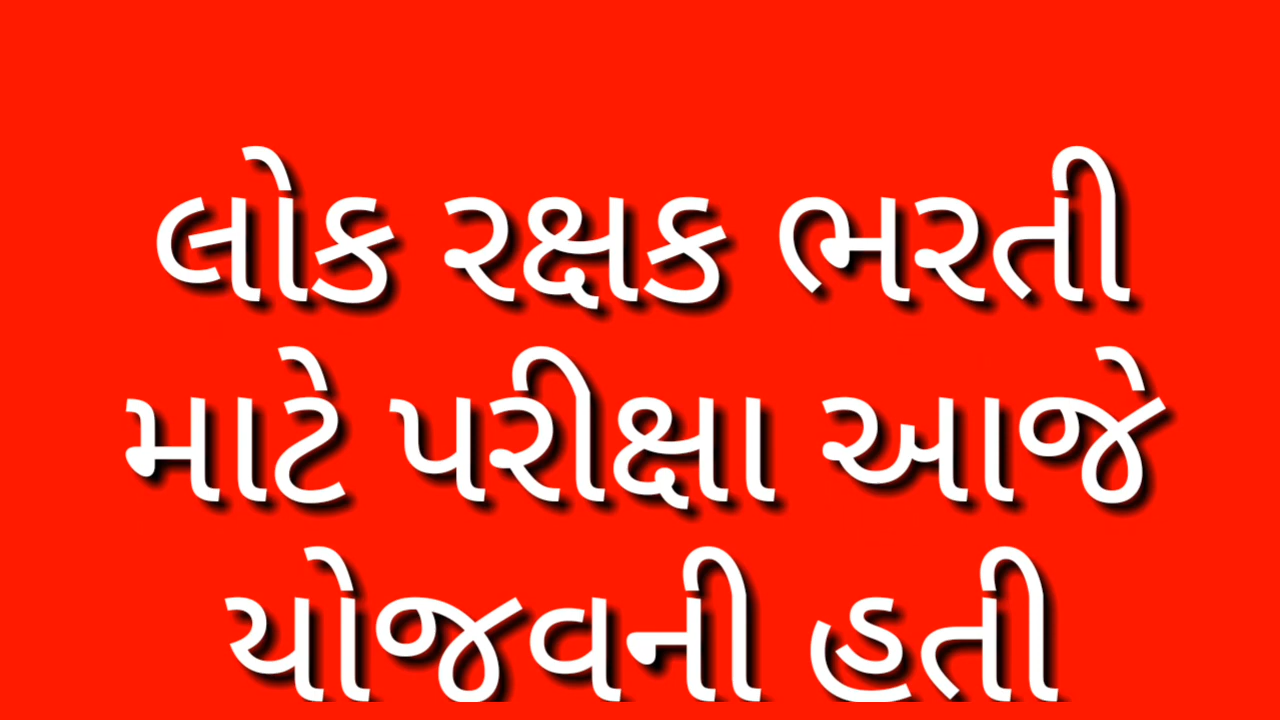 લોક રક્ષક ભરતી
માટે પરીક્ષા આજે
યોજવની હતી